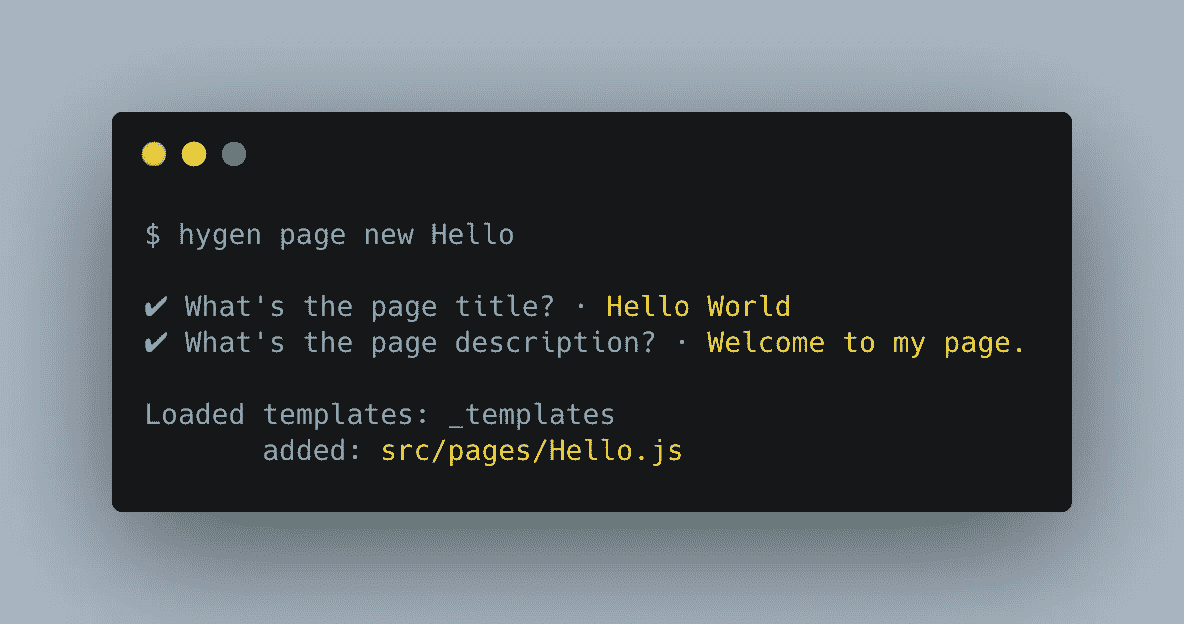 $ hygen page new Hello
✔ What's the page title? · Hello World
✔ What's the page description? · Welcome to my page.
Loaded templates: _templates
added: src/pages/Hello.js